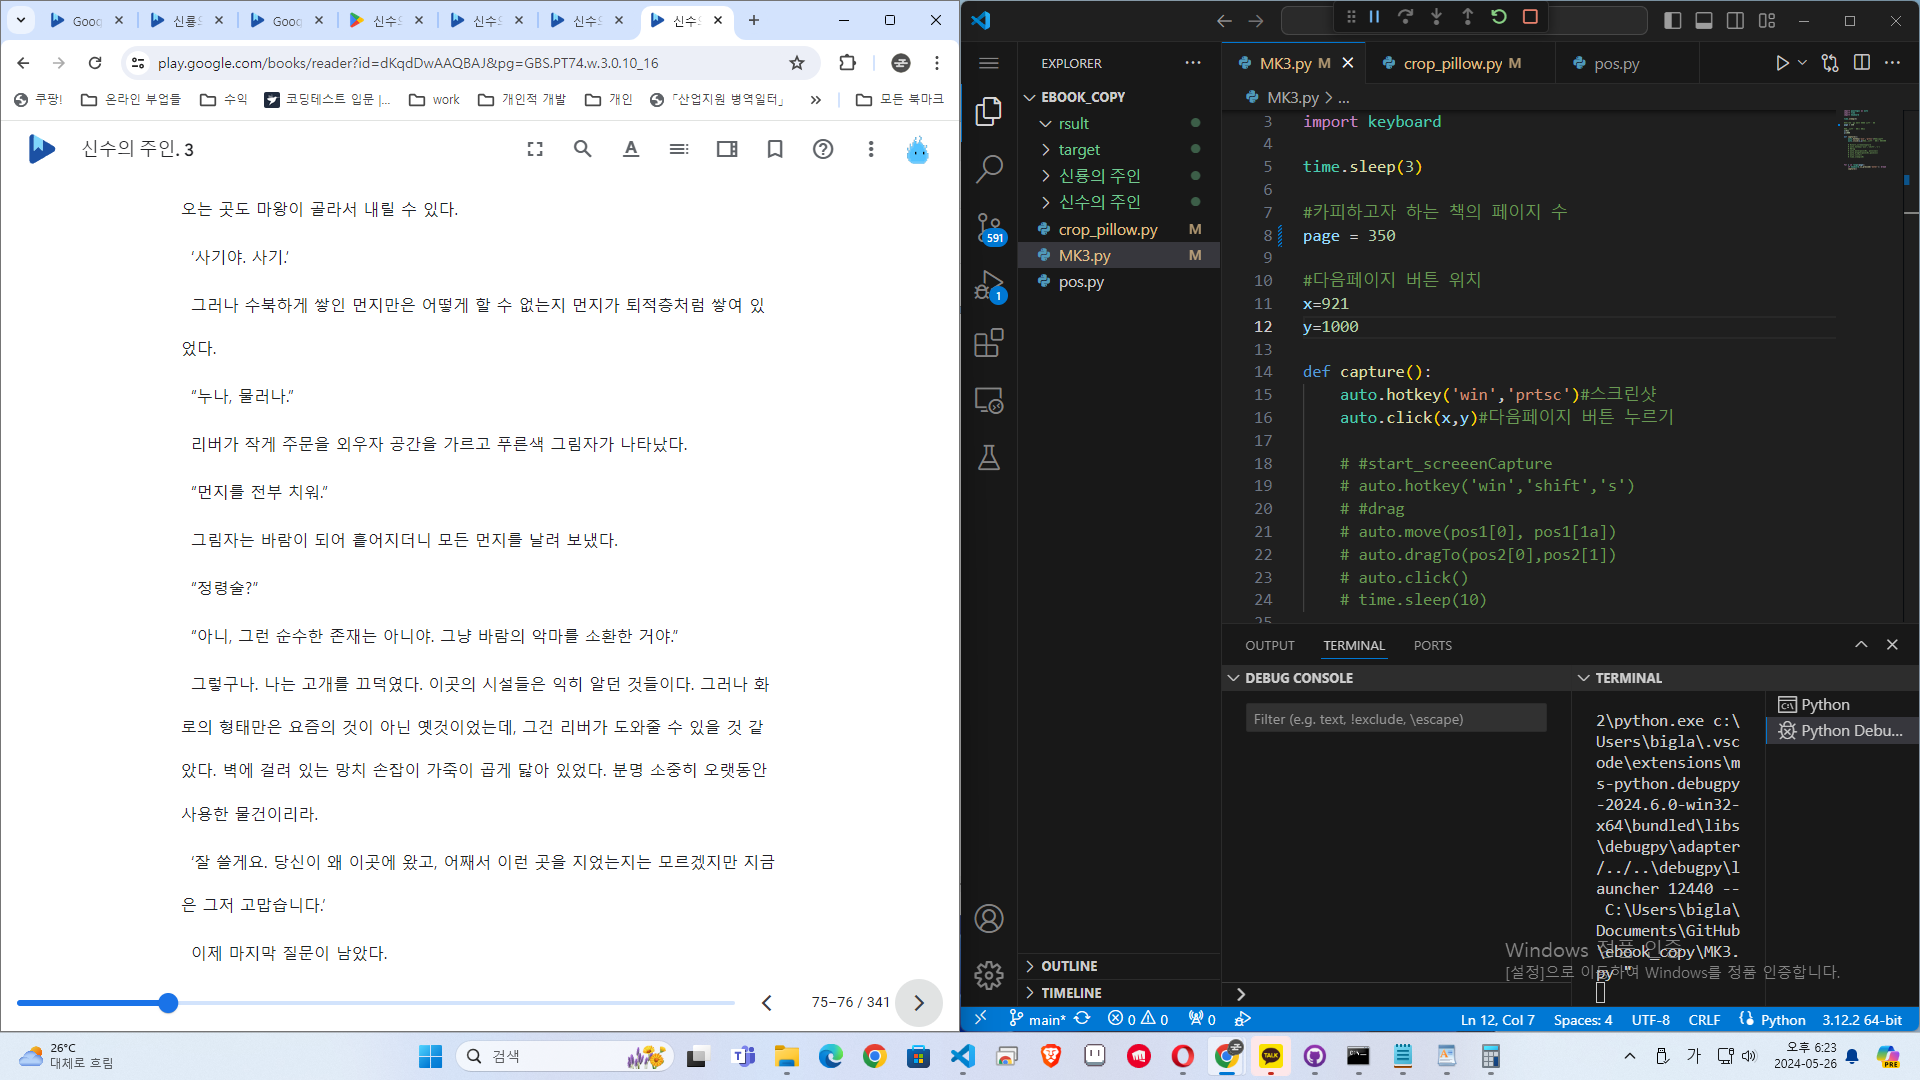 Goog
신룡의
Goog
신수의
신수의
신수의
신수의
play.google.com/books/reader?id=dKqdDwAAQBAJ&pg=GBS.PT74.w.3.0.10_16
쿠팡!
온라인 부업들
수익
코딩테스트 입문 |...
work
개인적 개발
개인
「산업지원 병역일터」
»
모든 북마크
신수의 주인. 3
오는 곳도 마왕이 골라서 내릴 수 있다.
‘사기야. 사기.’
그러나 수북하게 쌓인 먼지만은 어떻게 할 수 없는지 먼지가 퇴적층처럼 쌓여 있
었다.
“누나, 물러나.”
리버가 작게 주문을 외우자 공간을 가르고 푸른색 그림자가 나타났다.
“먼지를 전부 치워.”
그림자는 바람이 되어 흩어지더니 모든 먼지를 날려 보냈다.
“정령술?”
“아니, 그런 순수한 존재는 아니야. 그냥 바람의 악마를 소환한 거야.”
그렇구나. 나는 고개를 끄덕였다. 이곳의 시설들은 익히 알던 것들이다. 그러나 화
로의 형태만은 요즘의 것이 아닌 옛것이었는데, 그건 리버가 도와줄 수 있을 것 같
았다. 벽에 걸려 있는 망치 손잡이 가죽이 곱게 닳아 있었다. 분명 소중히 오랫동안
사용한 물건이리라.
‘잘 쓸게요. 당신이 왜 이곳에 왔고, 어째서 이런 곳을 지었는지는 모르겠지만 지금
은 그저 고맙습니다.’
이제 마지막 질문이 남았다.
75–76 / 341
EXPLORER
EBOOK_COPY
rsult
target
신룡의 주인
신수의 주인
crop_pillow.py M
MK3.py M
pos.py
591
1
OUTLINE
TIMELINE
MK3.py M
crop_pillow.py M
pos.py
MK3.py > ...
3 import keyboard
4
5 time.sleep(3)
6
7 #카피하고자 하는 책의 페이지 수
8 page = 350
9
10 #다음페이지 버튼 위치
11 x=921
12 y=1000
13
14 def capture():
15 auto.hotkey('win','prtsc')#스크린샷
16 auto.click(x,y)#다음페이지 버튼 누르기
17
18 # #start_screeenCapture
19 # auto.hotkey('win','shift','s')
20 # #drag
21 # auto.move(pos1[0], pos1[1a])
22 # auto.dragTo(pos2[0],pos2[1])
23 # auto.click()
24 # time.sleep(10)
25
OUTPUT
TERMINAL
PORTS
DEBUG CONSOLE
Filter (e.g. text, !exclude, \escape)
TERMINAL
2\python.exe c:\
Users\bigla\.vsc
ode\extensions\m
s-python.debugpy
-2024.6.0-win32-
x64\bundled\libs
\debugpy\adapter
/../..\debugpy\l
auncher 12440 --
C:\Users\bigla\
Documents\GitHub
\ebook_copy\MK3.
py "
Python
Python Debu...
Windows 정품 인증
[설정]으로 이동하여 Windows를 정품 인증합니다.
main*
0
0
0
Ln 12, Col 7
Spaces: 4
UTF-8
CRLF
Python
3.12.2 64-bit
26°C
대체로 흐림
검색
TALK
가
오후 6:23
2024-05-26
PRE